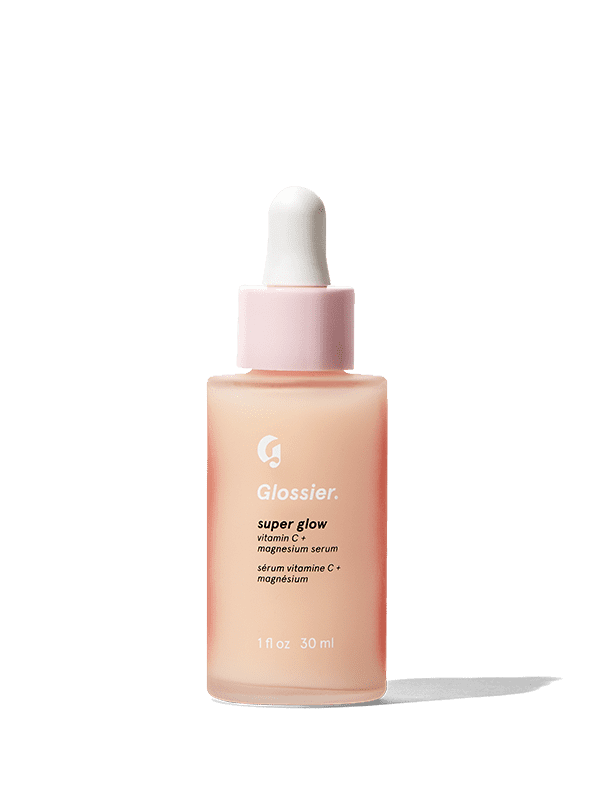 G
Glossier.
super glow
vitamin C +
magnesium serum
sérum vitamine C +
magnésium
1 fl oz 30 ml